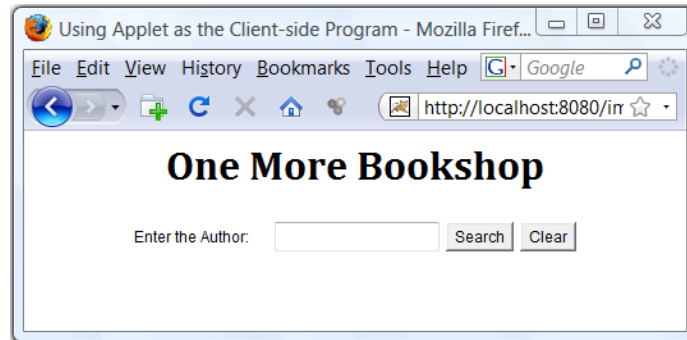 Using Applet as the Client-side Program - Mozilla Firef...
File Edit View History Bookmarks Tools Help G Google
http://localhost:8080/im
One More Bookshop
Enter the Author: Search Clear